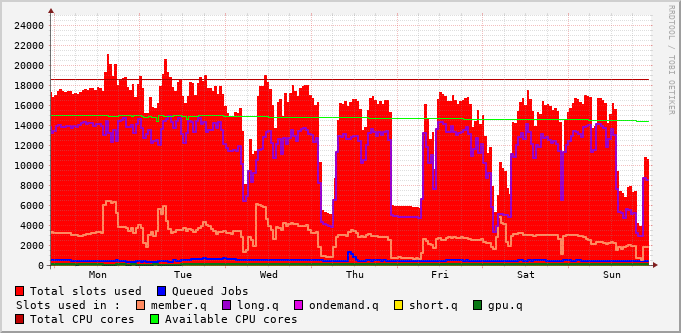 RRDTOOL / TOBI OETIKER
24000
22000
20000
18000
16000
14000
12000
10000
8000
6000
4000
2000
0
Mon Tue Wed Thu Fri Sat Sun
Total slots used Queued Jobs
Slots used in : member.q long.q ondemand.q short.q gpu.q
Total CPU cores Available CPU cores